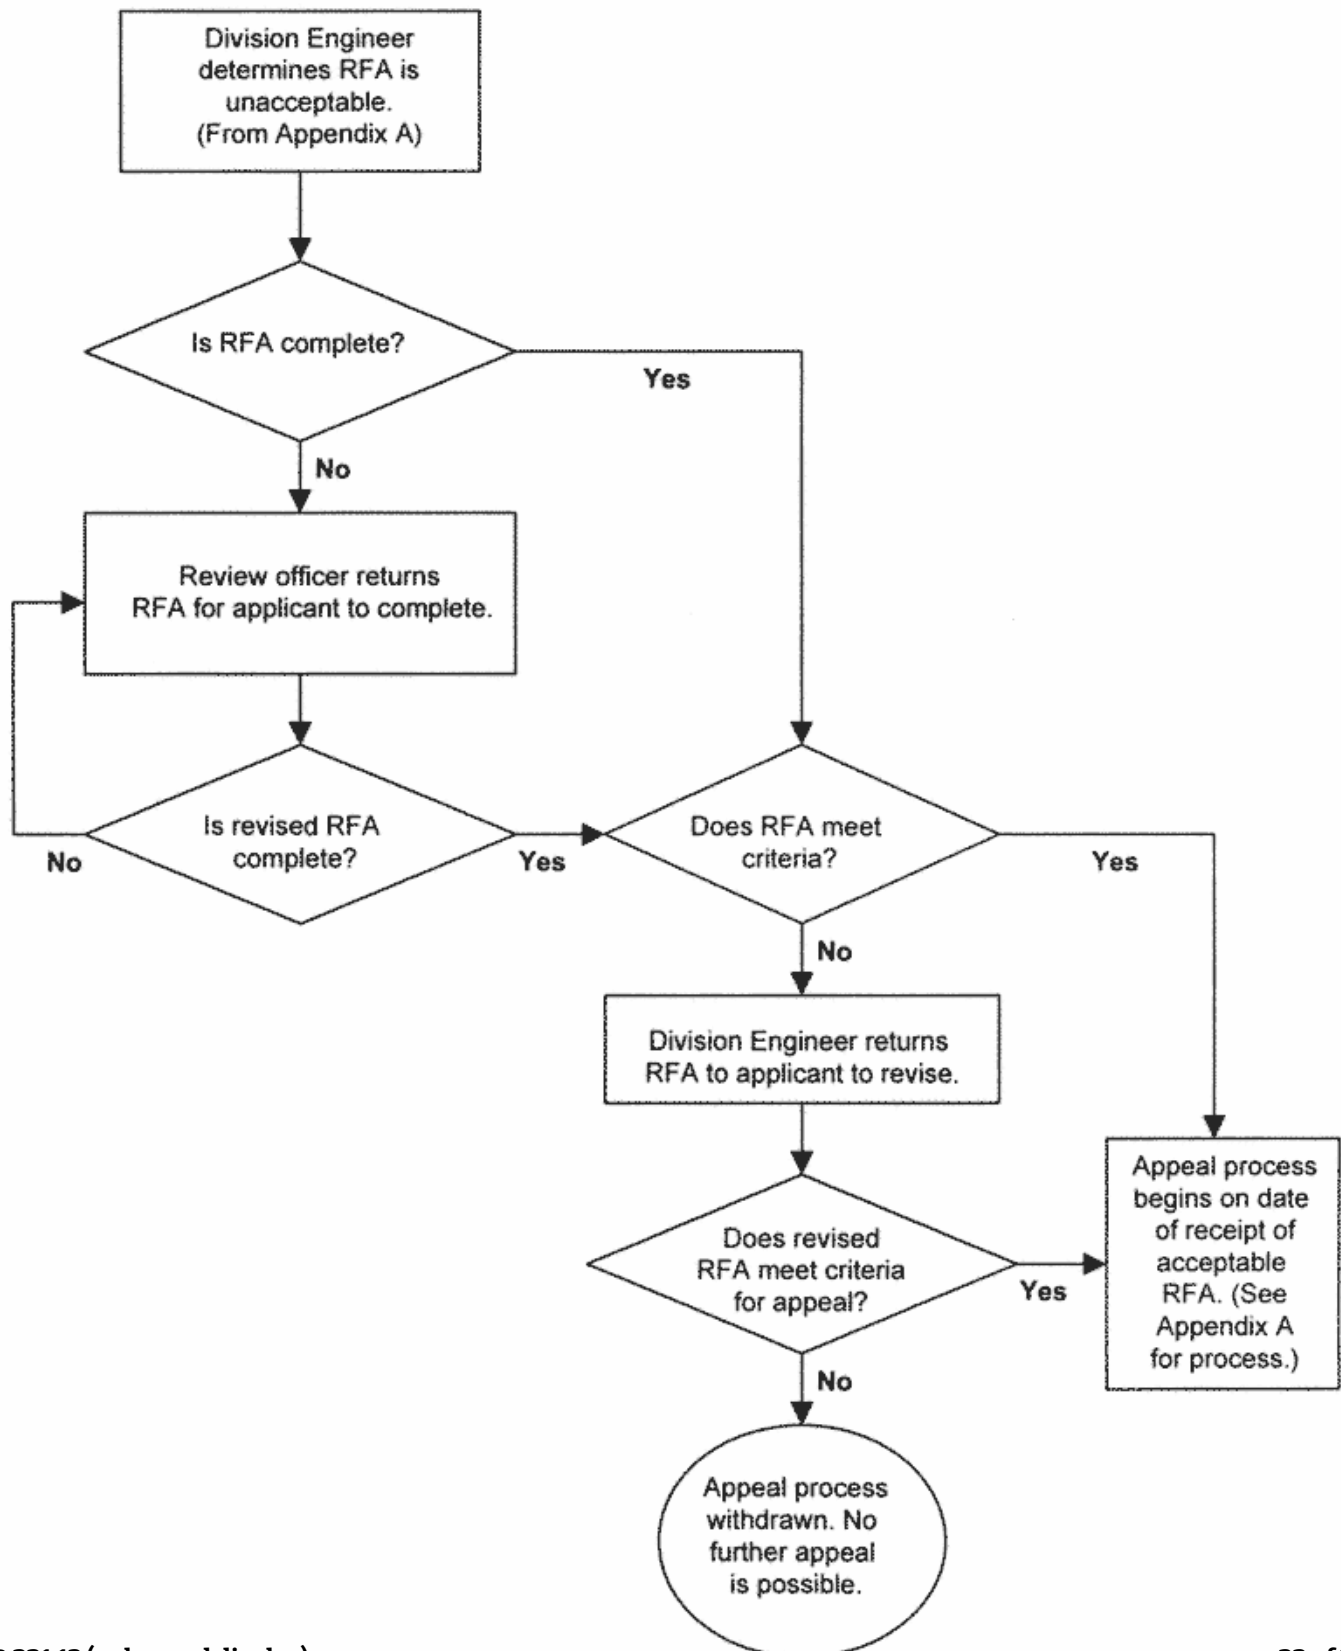 Division Engineer
determines RFA is
unacceptable.
(From Appendix A)
Is RFA complete?
Yes
No
Review officer returns
RFA for applicant to complete.
Is revised RFA
complete?
No
Yes
Does RFA meet
criteria?
Yes
No
Division Engineer returns
RFA to applicant to revise.
Does revised
RFA meet criteria
for appeal?
Yes
No
Appeal process
begins on date
of receipt of
acceptable
RFA. (See
Appendix A
for process.)
Appeal process
withdrawn. No
further appeal
is possible.